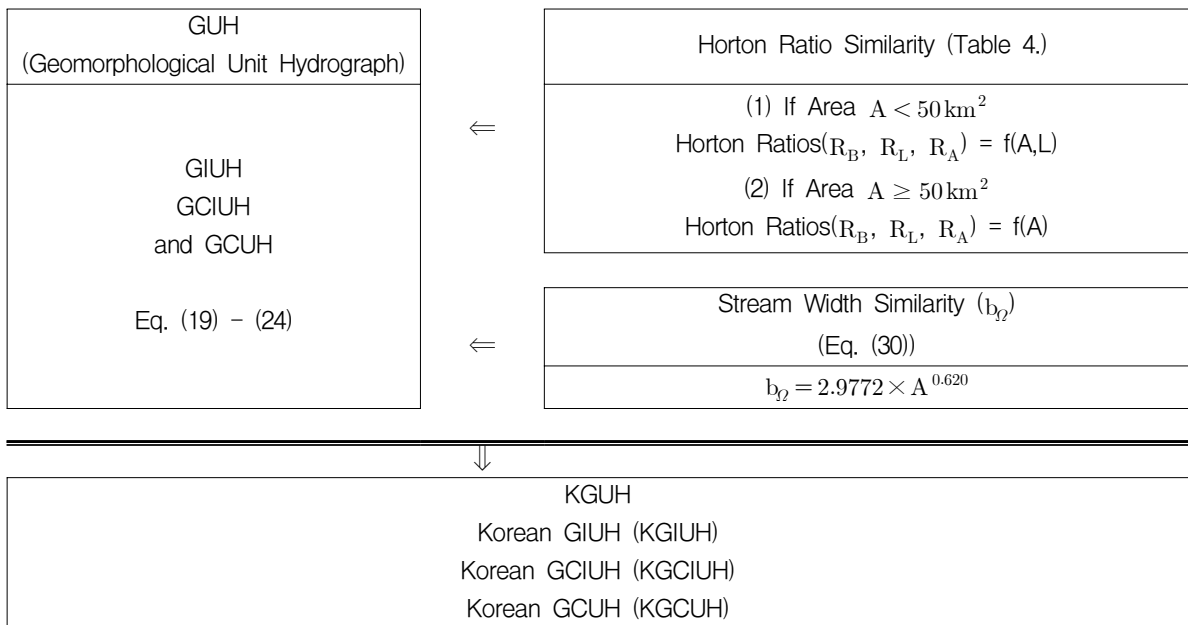 GUH
(Geomorphological Unit Hydrograph)
GIUH
GCIUH
and GCUH
Eq. (19) - (24)
⇐
⇐
Horton Ratio Similarity (Table 4.)
(1) If Area A < 50 km²
Horton Ratios(R_B, R_L, R_A) = f(A,L)
(2) If Area A ≥ 50 km²
Horton Ratios(R_B, R_L, R_A) = f(A)
Stream Width Similarity (b_Ω)
(Eq. (30))
b_Ω = 2.9772 × A^0.620
⇓
KGUH
Korean GIUH (KGIUH)
Korean GCIUH (KGCIUH)
Korean GCUH (KGCUH)